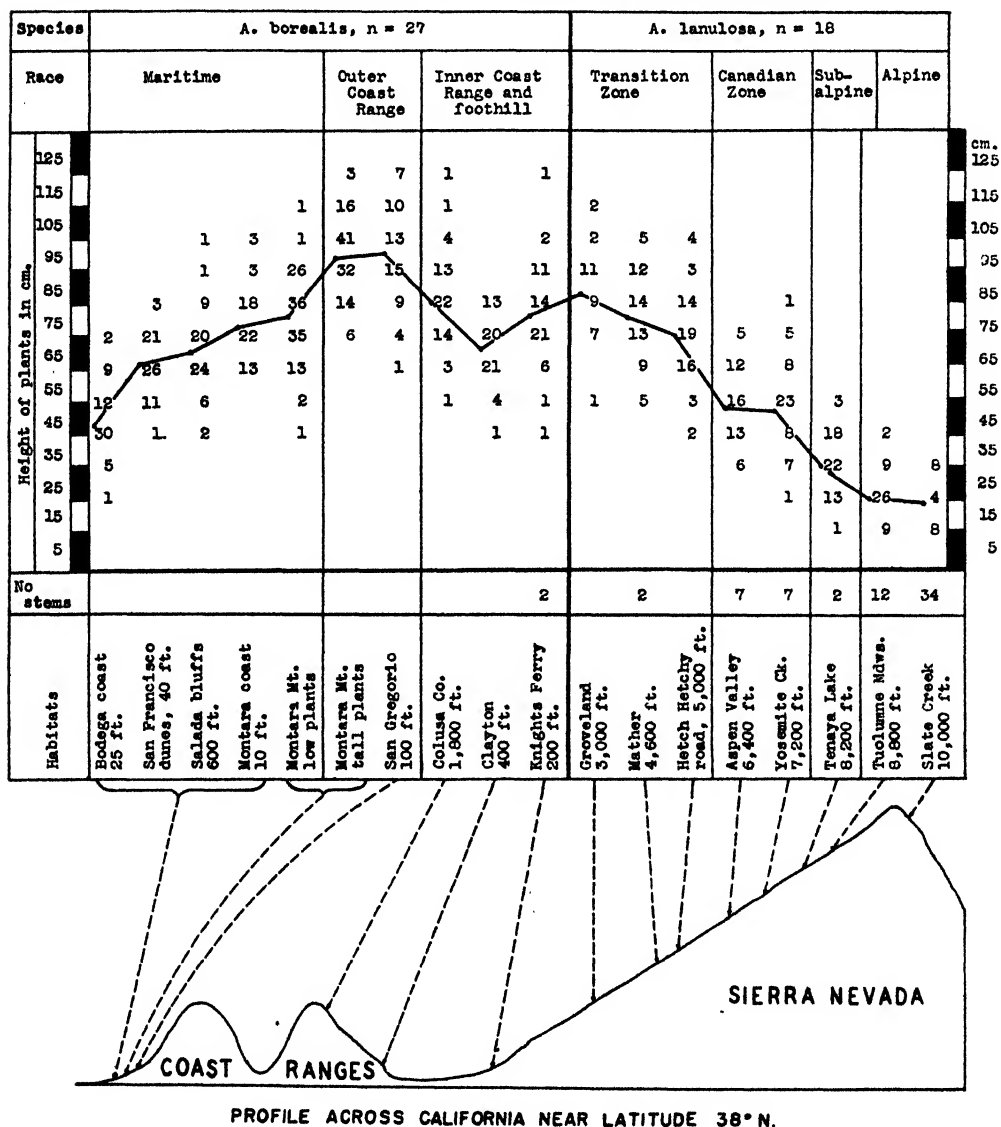 Species A. borealis, n = 27 A. lanulosa, n = 18
Race Maritime Outer Coast Range Inner Coast Range and foothill Transition Zone Canadian Zone Sub-alpine Alpine
Height of plants in cm.
cm.
125 3 7 1 1 125
115 1 16 10 1 2 115
105 1 3 1 41 13 4 2 2 5 4 105
95 1 3 26 32 15 13 11 11 12 3 95
85 3 9 18 36 14 9 22 13 14 9 14 14 1 85
75 2 21 20 22 35 6 4 14 20 21 7 13 19 5 5 75
65 9 26 24 13 13 1 3 21 6 9 16 12 8 65
55 12 11 6 2 1 4 1 1 5 3 16 23 3 55
45 30 1 2 1 1 1 2 13 8 18 2 45
35 5 6 7 22 9 8 35
25 1 1 13 26 4 25
15 1 9 8 15
5 5
No stems 2 2 7 7 2 12 34
Habitats
Bodega coast
25 ft.
San Francisco
dunes, 40 ft.
Salada bluffs
600 ft.
Montara coast
10 ft.
Montara Mt.
low plants
Montara Mt.
tall plants
San Gregorio
100 ft.
Colusa Co.
1,800 ft.
Clayton
400 ft.
Knights Ferry
200 ft.
Groveland
3,000 ft.
Mather
4,600 ft.
Hetch Hetchy
road, 5,000 ft.
Aspen Valley
6,400 ft.
Yosemite Ck.
7,200 ft.
Tenaya Lake
8,200 ft.
Tuolumne Mdws.
8,800 ft.
Slate Creek
10,000 ft.
SIERRA NEVADA
COAST RANGES
PROFILE ACROSS CALIFORNIA NEAR LATITUDE 38° N.